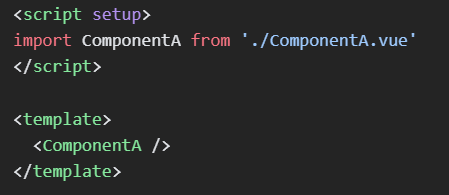 <script setup>
import ComponentA from './ComponentA.vue'
</script>

<template>
  <ComponentA />
</template>